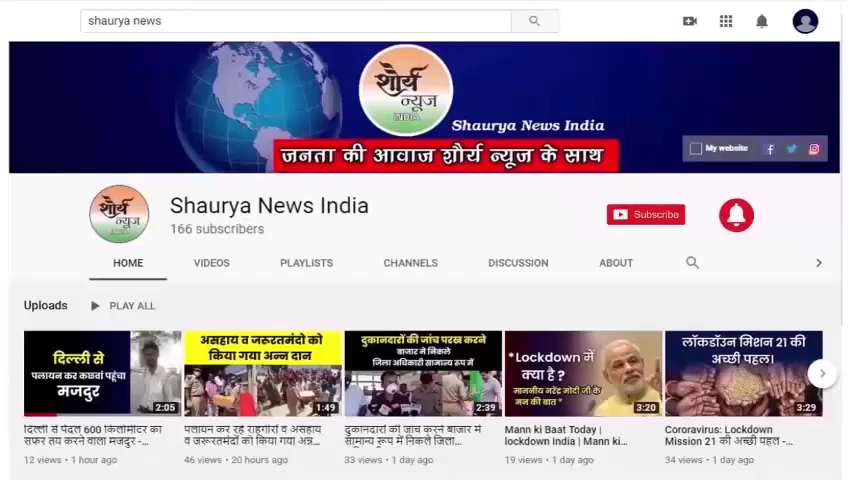 shaurya news
शौर्य
न्यूज
INDIA
Shaurya News India
जनता की आवाज शौर्य न्यूज के साथ
My website
शौर्य
न्यूज
Shaurya News India
166 subscribers
Subscribe
HOME VIDEOS PLAYLISTS CHANNELS DISCUSSION ABOUT
Uploads PLAY ALL
दिल्ली से
पलायन कर कछवां पहुंचा
मजदुर
2:05
असहाय व जरूरतमंदो को
किया गया अन्न दान
1:49
दुकानदारों की जांच परख करने
बाजार मे निकले
जिला अधिकारी सामान्य रूप में
2:39
"Lockdown में
क्या है ?
माननीय नरेंद्र मोदी जी के
मन की बात "
3:20
लॉकडॉउन मिशन 21 की
अच्छी पहल।
3:29
दिल्ली से पैदल 600 किलोमीटर का
सफर तय करने वाला मजदुर -...
12 views • 1 hour ago
पलायन कर रहे राहगीरों व असहाय
व जरूरतमंदों को किया गया अन्न...
46 views • 20 hours ago
दुकानदारों की जांच करने बाजार में
सामान्य रूप में निकले जिला...
33 views • 1 day ago
Mann ki Baat Today |
lockdown India | Mann ki...
19 views • 1 day ago
Cororavirus: Lockdown
Mission 21 की अच्छी पहल -...
34 views • 1 day ago